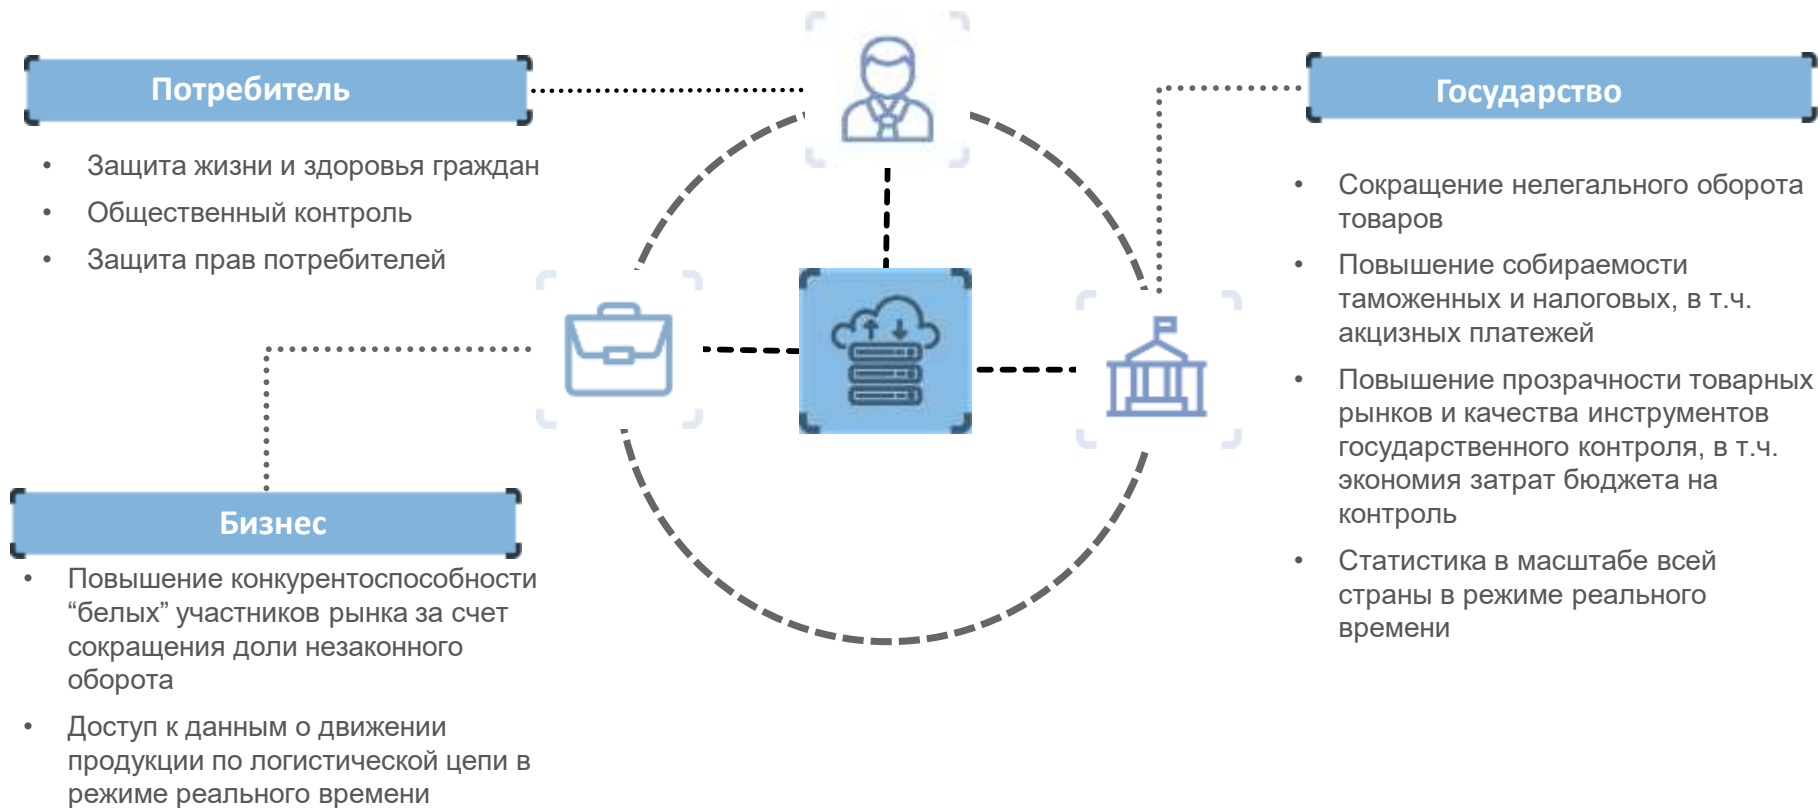 Потребитель
• Защита жизни и здоровья граждан
• Общественный контроль
• Защита прав потребителей
Бизнес
• Повышение конкурентоспособности
“белых” участников рынка за счет
сокращения доли незаконного
оборота
• Доступ к данным о движении
продукции по логистической цепи в
режиме реального времени
Государство
• Сокращение нелегального оборота
товаров
• Повышение собираемости
таможенных и налоговых, в т.ч.
акцизных платежей
• Повышение прозрачности товарных
рынков и качества инструментов
государственного контроля, в т.ч.
экономия затрат бюджета на
контроль
• Статистика в масштабе всей
страны в режиме реального
времени